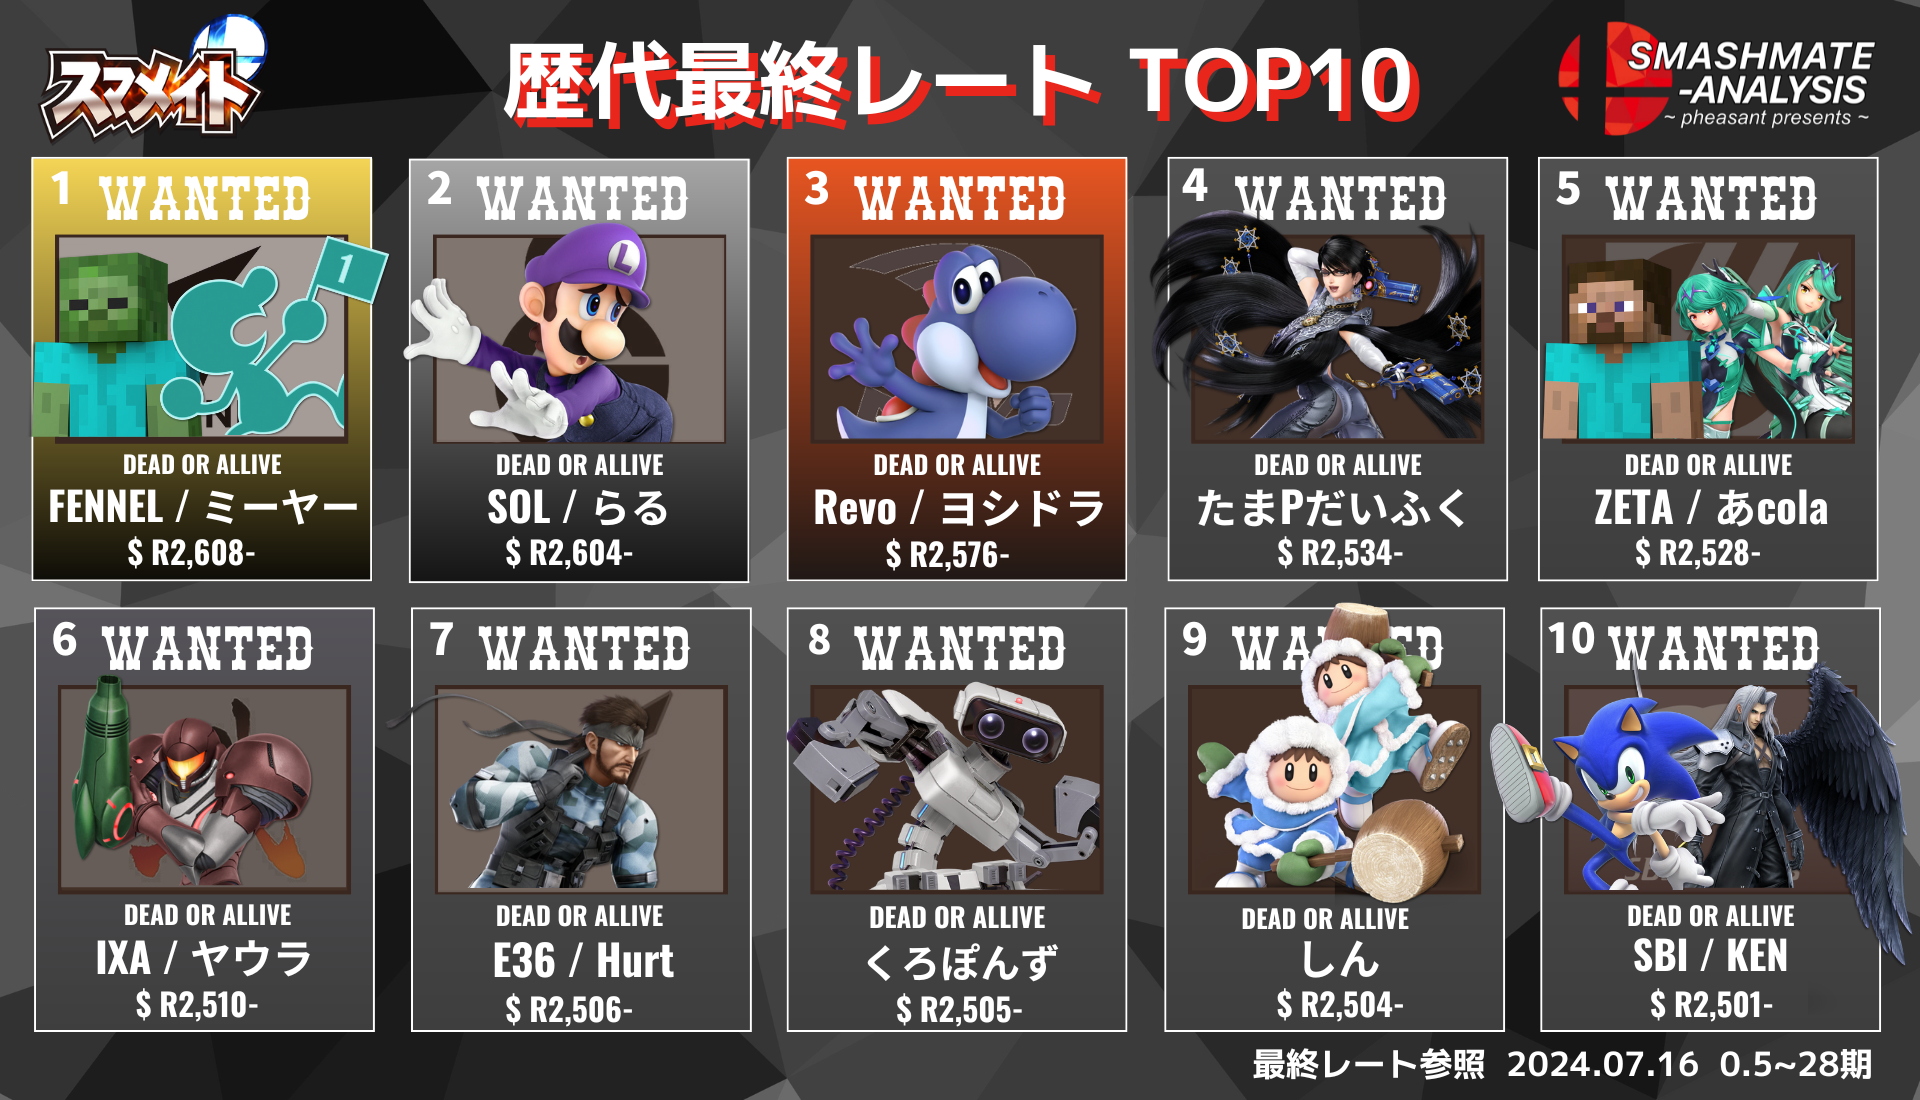 スマメイト
歴代最終レート TOP10
SMASHMATE
-ANALYSIS
~ pheasant presents ~
1 WANTED
1
DEAD OR ALLIVE
FENNEL / ミーヤー
$ R2,608-
2 WANTED
L
DEAD OR ALLIVE
SOL / らる
$ R2,604-
3 WANTED
DEAD OR ALLIVE
Revo / ヨシドラ
$ R2,576-
4 WANTED
DEAD OR ALLIVE
たまPだいふく
$ R2,534-
5 WANTED
DEAD OR ALLIVE
ZETA / あcola
$ R2,528-
6 WANTED
DEAD OR ALLIVE
IXA / ヤウラ
$ R2,510-
7 WANTED
DEAD OR ALLIVE
E36 / Hurt
$ R2,506-
8 WANTED
DEAD OR ALLIVE
くろぽんず
$ R2,505-
9 WANTED
DEAD OR ALLIVE
しん
$ R2,504-
10 WANTED
DEAD OR ALLIVE
SBI / KEN
$ R2,501-
最終レート参照 2024.07.16 0.5~28期